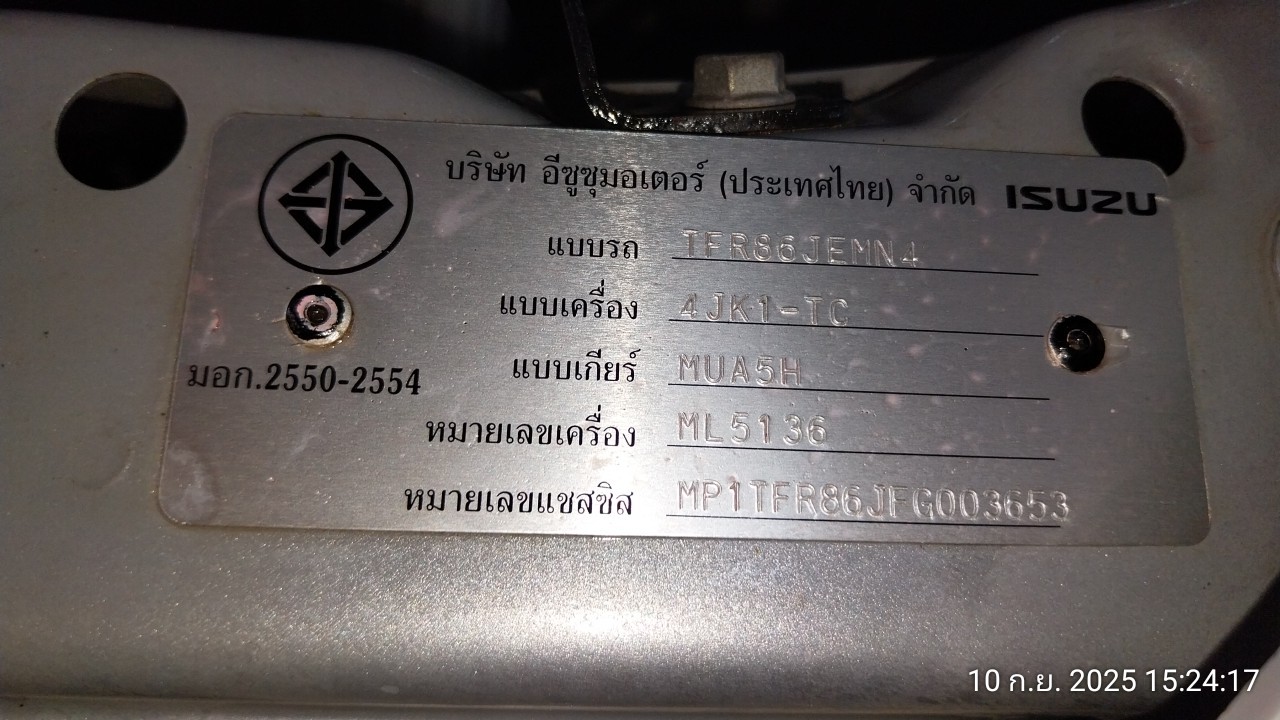 บริษัท อีซูซุมอเตอร์ (ประเทศไทย) จำกัด ISUZU
แบบรถ TFR86JEMN4
แบบเครื่อง 4JK1-TC
แบบเกียร์ MUA5H
มอก.2550-2554
หมายเลขเครื่อง ML5136
หมายเลขแชสซิส MP1TFR86JFG003653
10 ก.ย. 2025 15:24:17